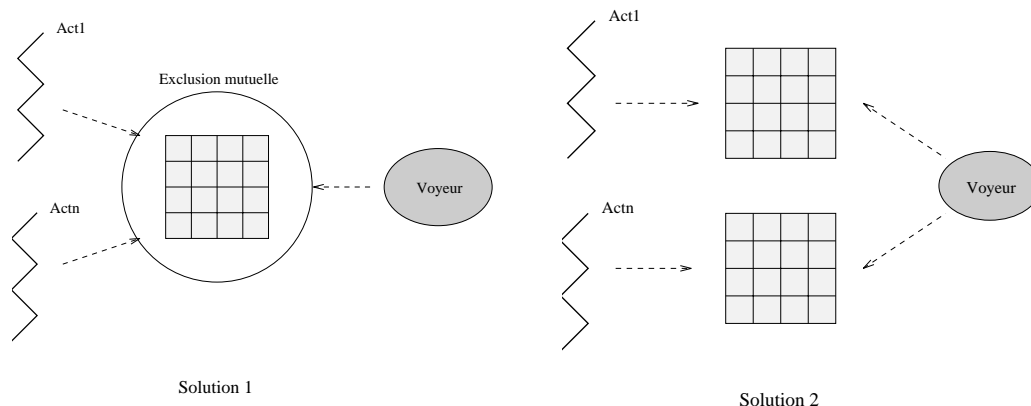 Act1
Exclusion mutuelle
Voyeur
Actn
Solution 1
Act1
Voyeur
Actn
Solution 2